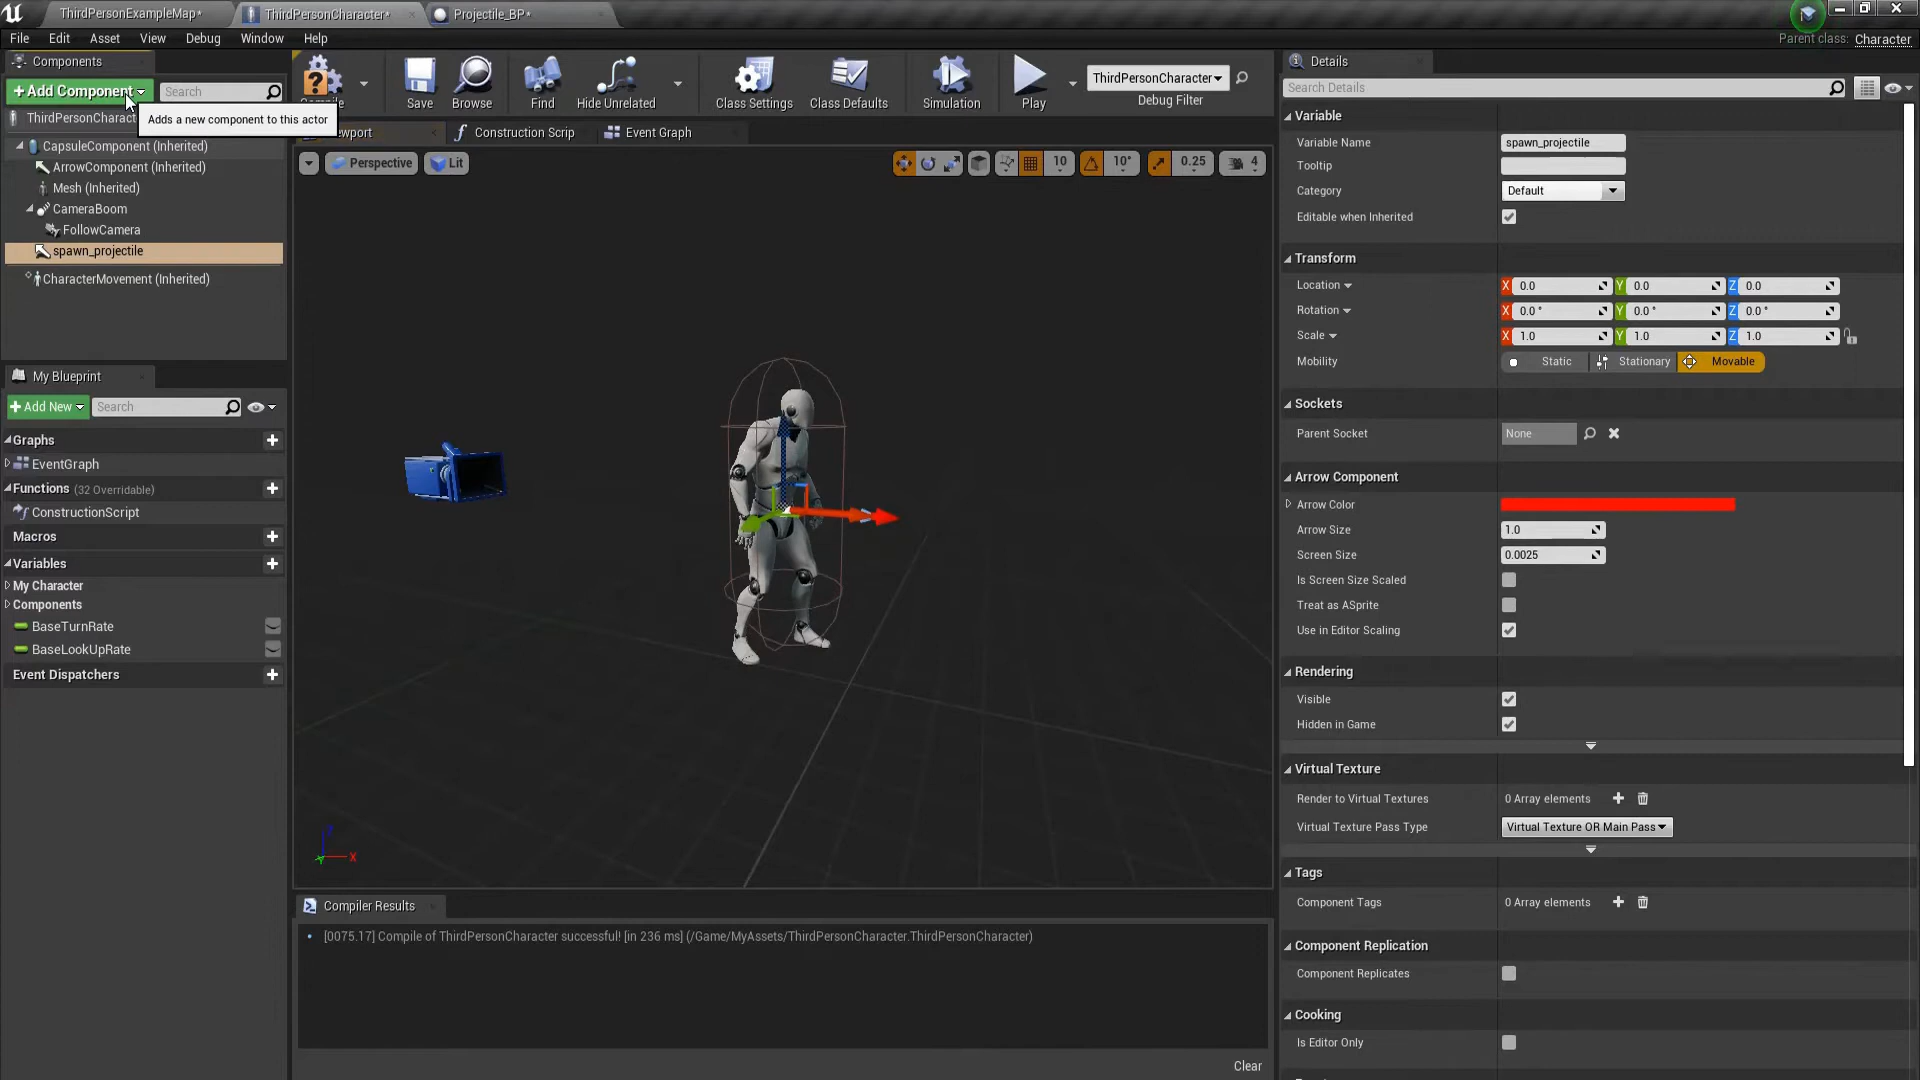 ThirdPersonExampleMap*
ThirdPersonCharacter*
Projectile_BP*
File Edit Asset View Debug Window Help
Parent class: Character
Components
+Add Component
Search
Adds a new component to this actor
ThirdPersonCharact
CapsuleComponent (Inherited)
ArrowComponent (Inherited)
Mesh (Inherited)
CameraBoom
FollowCamera
spawn_projectile
CharacterMovement (Inherited)
My Blueprint
+Add New
Search
Graphs
EventGraph
Functions (32 Overridable)
ConstructionScript
Macros
Variables
My Character
Components
BaseTurnRate
BaseLookUpRate
Event Dispatchers
Save
Browse
Find
Hide Unrelated
Class Settings
Class Defaults
Simulation
Play
ThirdPersonCharacter
Debug Filter
Construction Scrip
Event Graph
Perspective
Lit
10
10°
0.25
4
Z
X
Compiler Results
[0075.17] Compile of ThirdPersonCharacter successful! [in 236 ms] (/Game/MyAssets/ThirdPersonCharacter.ThirdPersonCharacter)
Clear
Details
Search Details
Variable
Variable Name spawn_projectile
Tooltip
Category Default
Editable when Inherited
Transform
Location X 0.0 Y 0.0 Z 0.0
Rotation X 0.0 ° Y 0.0 ° Z 0.0 °
Scale X 1.0 Y 1.0 Z 1.0
Mobility Static Stationary Movable
Sockets
Parent Socket None
Arrow Component
Arrow Color
Arrow Size 1.0
Screen Size 0.0025
Is Screen Size Scaled
Treat as ASprite
Use in Editor Scaling
Rendering
Visible
Hidden in Game
Virtual Texture
Render to Virtual Textures 0 Array elements
Virtual Texture Pass Type Virtual Texture OR Main Pass
Tags
Component Tags 0 Array elements
Component Replication
Component Replicates
Cooking
Is Editor Only